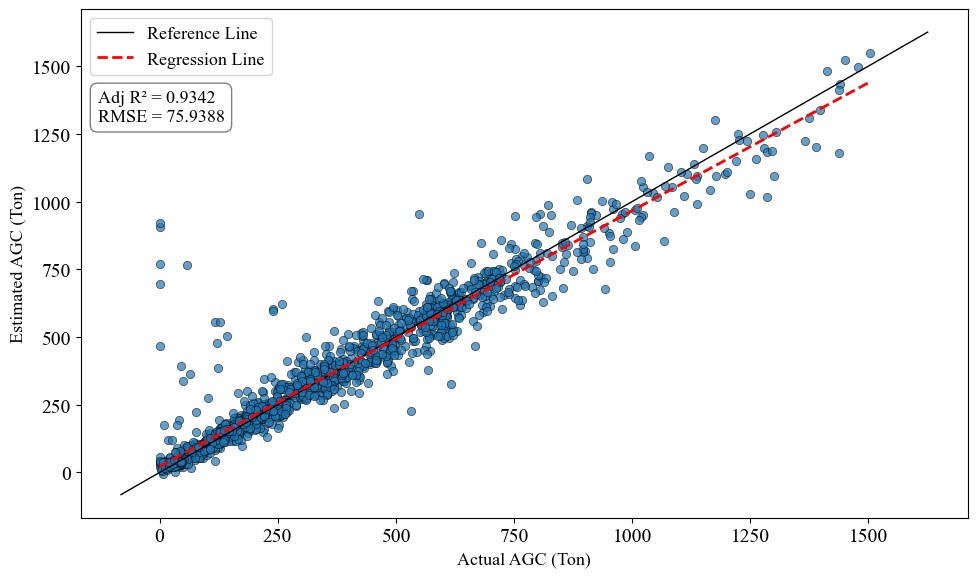 Reference Line
Regression Line
Adj R² = 0.9342
RMSE = 75.9388
1500
1250
1000
750
500
250
0
Estimated AGC (Ton)
0 250 500 750 1000 1250 1500
Actual AGC (Ton)